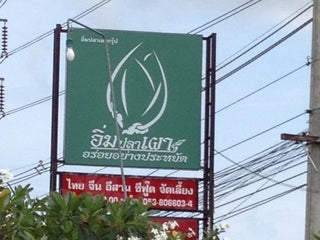 อิ่มปลาเผา
อร่อยอย่างประหยัด
ไทย จีน อีสาน ซีฟู้ด จัดเลี้ยง
053-806603-4